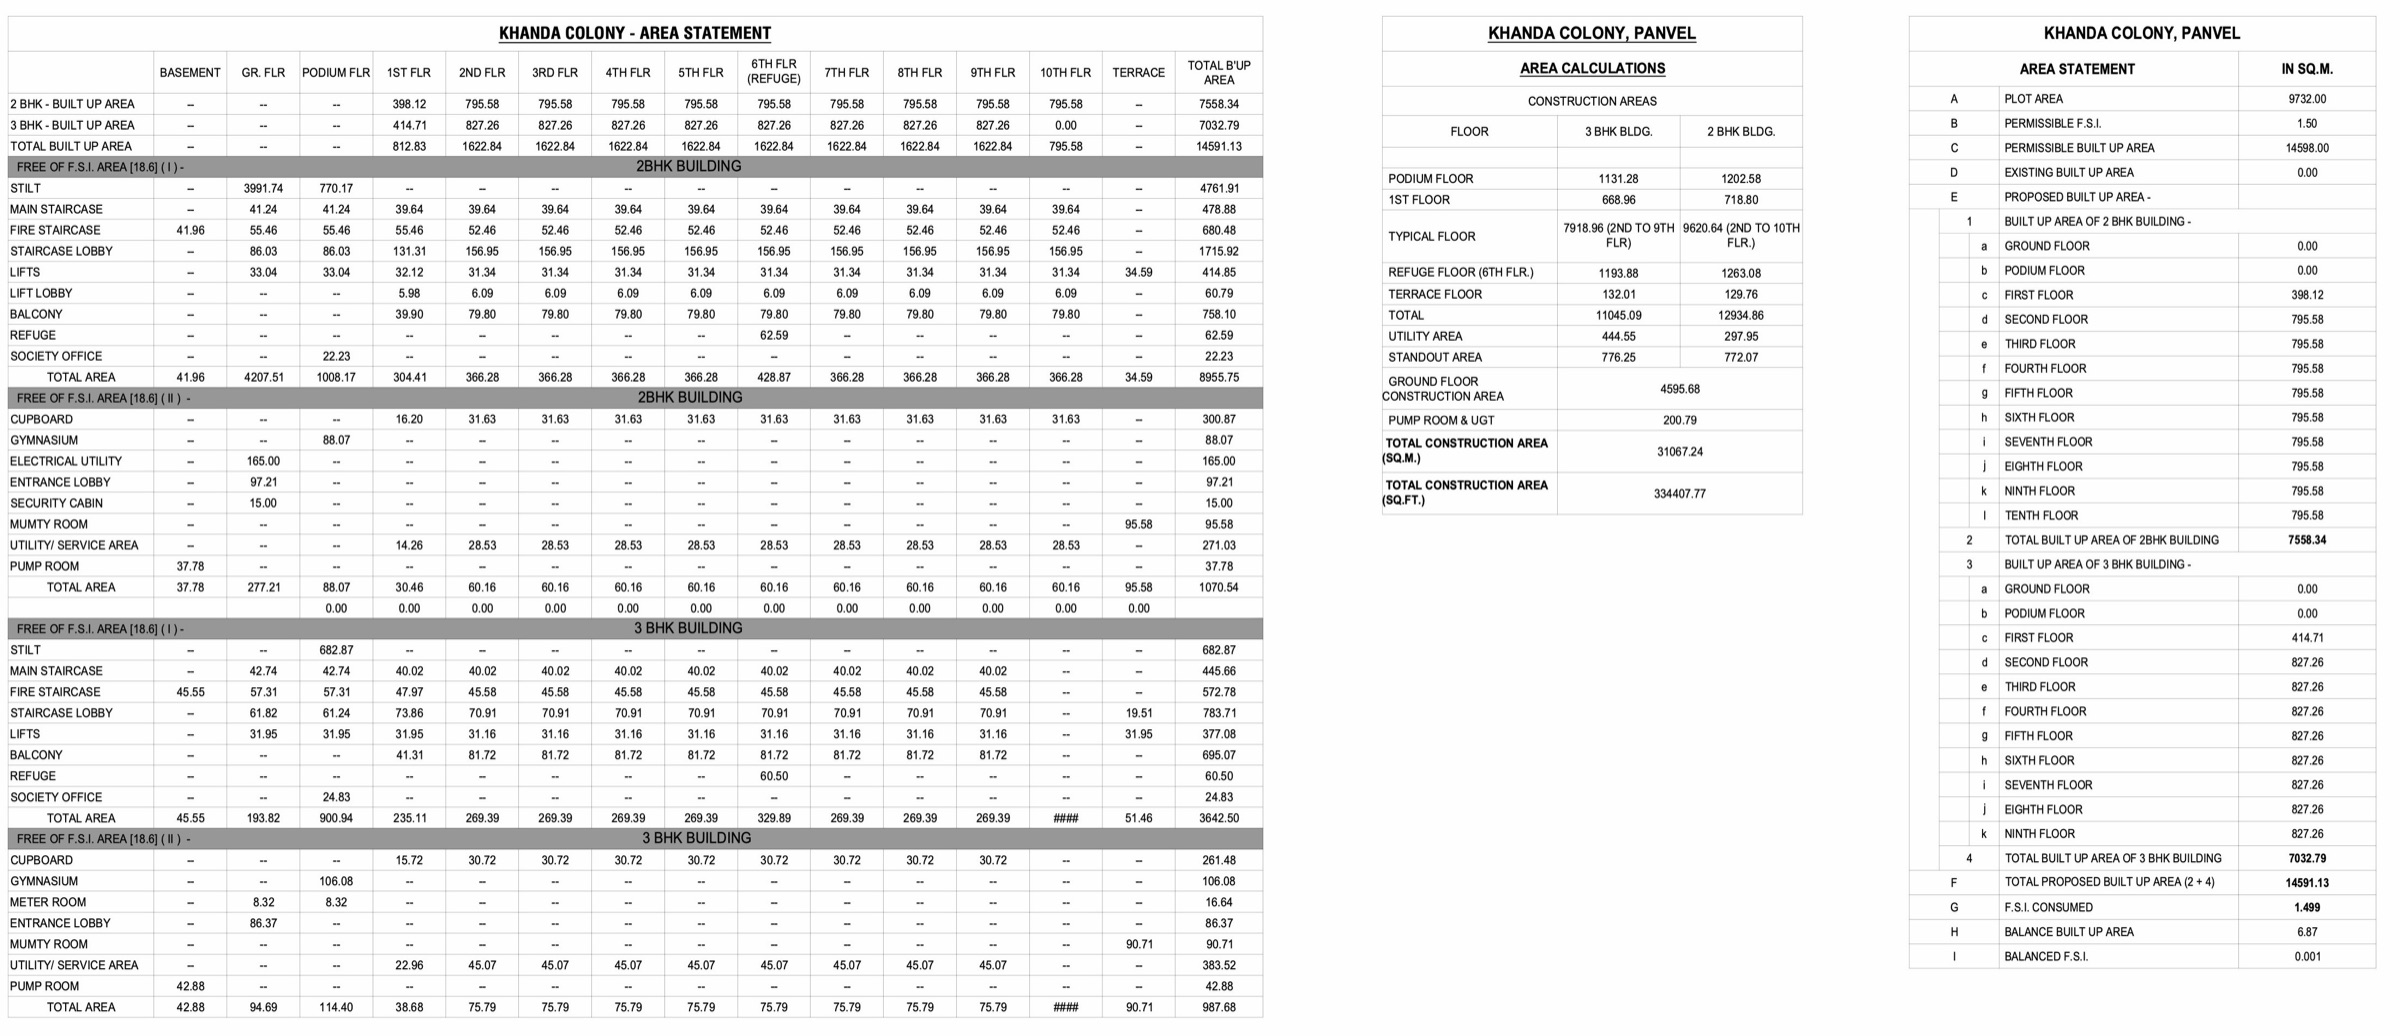 KHANDA COLONY - AREA STATEMENT
BASEMENT GR. FLR PODIUM FLR 1ST FLR 2ND FLR 3RD FLR 4TH FLR 5TH FLR 6TH FLR (REFUGE) 7TH FLR 8TH FLR 9TH FLR 10TH FLR TERRACE TOTAL B'UP AREA
2 BHK - BUILT UP AREA -- -- -- 398.12 795.58 795.58 795.58 795.58 795.58 795.58 795.58 795.58 795.58 -- 7558.34
3 BHK - BUILT UP AREA -- -- -- 414.71 827.26 827.26 827.26 827.26 827.26 827.26 827.26 827.26 0.00 -- 7032.79
TOTAL BUILT UP AREA -- -- -- 812.83 1622.84 1622.84 1622.84 1622.84 1622.84 1622.84 1622.84 1622.84 795.58 -- 14591.13
FREE OF F.S.I. AREA [18.6] ( I ) - 2BHK BUILDING
STILT -- 3991.74 770.17 -- -- -- -- -- -- -- -- -- -- -- 4761.91
MAIN STAIRCASE -- 41.24 41.24 39.64 39.64 39.64 39.64 39.64 39.64 39.64 39.64 39.64 39.64 -- 478.88
FIRE STAIRCASE 41.96 55.46 55.46 55.46 52.46 52.46 52.46 52.46 52.46 52.46 52.46 52.46 52.46 -- 680.48
STAIRCASE LOBBY -- 86.03 86.03 131.31 156.95 156.95 156.95 156.95 156.95 156.95 156.95 156.95 156.95 -- 1715.92
LIFTS -- 33.04 33.04 32.12 31.34 31.34 31.34 31.34 31.34 31.34 31.34 31.34 31.34 34.59 414.85
LIFT LOBBY -- -- -- 5.98 6.09 6.09 6.09 6.09 6.09 6.09 6.09 6.09 6.09 -- 60.79
BALCONY -- -- -- 39.90 79.80 79.80 79.80 79.80 79.80 79.80 79.80 79.80 79.80 -- 758.10
REFUGE -- -- -- -- -- -- -- -- 62.59 -- -- -- -- -- 62.59
SOCIETY OFFICE -- -- 22.23 -- -- -- -- -- -- -- -- -- -- -- 22.23
TOTAL AREA 41.96 4207.51 1008.17 304.41 366.28 366.28 366.28 366.28 428.87 366.28 366.28 366.28 366.28 34.59 8955.75
FREE OF F.S.I. AREA [18.6] ( II ) - 2BHK BUILDING
CUPBOARD -- -- -- 16.20 31.63 31.63 31.63 31.63 31.63 31.63 31.63 31.63 31.63 -- 300.87
GYMNASIUM -- -- 88.07 -- -- -- -- -- -- -- -- -- -- -- 88.07
ELECTRICAL UTILITY -- 165.00 -- -- -- -- -- -- -- -- -- -- -- -- 165.00
ENTRANCE LOBBY -- 97.21 -- -- -- -- -- -- -- -- -- -- -- -- 97.21
SECURITY CABIN -- 15.00 -- -- -- -- -- -- -- -- -- -- -- -- 15.00
MUMTY ROOM -- -- -- -- -- -- -- -- -- -- -- -- -- 95.58 95.58
UTILITY/ SERVICE AREA -- -- -- 14.26 28.53 28.53 28.53 28.53 28.53 28.53 28.53 28.53 28.53 -- 271.03
PUMP ROOM 37.78 -- -- -- -- -- -- -- -- -- -- -- -- -- 37.78
TOTAL AREA 37.78 277.21 88.07 30.46 60.16 60.16 60.16 60.16 60.16 60.16 60.16 60.16 60.16 95.58 1070.54
0.00 0.00 0.00 0.00 0.00 0.00 0.00 0.00 0.00 0.00 0.00 0.00
FREE OF F.S.I. AREA [18.6] ( I ) - 3 BHK BUILDING
STILT -- -- 682.87 -- -- -- -- -- -- -- -- -- -- -- 682.87
MAIN STAIRCASE -- 42.74 42.74 40.02 40.02 40.02 40.02 40.02 40.02 40.02 40.02 40.02 -- -- 445.66
FIRE STAIRCASE 45.55 57.31 57.31 47.97 45.58 45.58 45.58 45.58 45.58 45.58 45.58 45.58 -- -- 572.78
STAIRCASE LOBBY -- 61.82 61.24 73.86 70.91 70.91 70.91 70.91 70.91 70.91 70.91 70.91 -- 19.51 783.71
LIFTS -- 31.95 31.95 31.95 31.16 31.16 31.16 31.16 31.16 31.16 31.16 31.16 -- 31.95 377.08
BALCONY -- -- -- 41.31 81.72 81.72 81.72 81.72 81.72 81.72 81.72 81.72 -- -- 695.07
REFUGE -- -- -- -- -- -- -- -- 60.50 -- -- -- -- -- 60.50
SOCIETY OFFICE -- -- 24.83 -- -- -- -- -- -- -- -- -- -- -- 24.83
TOTAL AREA 45.55 193.82 900.94 235.11 269.39 269.39 269.39 269.39 329.89 269.39 269.39 269.39 #### 51.46 3642.50
FREE OF F.S.I. AREA [18.6] ( II ) - 3 BHK BUILDING
CUPBOARD -- -- -- 15.72 30.72 30.72 30.72 30.72 30.72 30.72 30.72 30.72 -- -- 261.48
GYMNASIUM -- -- 106.08 -- -- -- -- -- -- -- -- -- -- -- 106.08
METER ROOM -- 8.32 8.32 -- -- -- -- -- -- -- -- -- -- -- 16.64
ENTRANCE LOBBY -- 86.37 -- -- -- -- -- -- -- -- -- -- -- -- 86.37
MUMTY ROOM -- -- -- -- -- -- -- -- -- -- -- -- -- 90.71 90.71
UTILITY/ SERVICE AREA -- -- -- 22.96 45.07 45.07 45.07 45.07 45.07 45.07 45.07 45.07 -- -- 383.52
PUMP ROOM 42.88 -- -- -- -- -- -- -- -- -- -- -- -- -- 42.88
TOTAL AREA 42.88 94.69 114.40 38.68 75.79 75.79 75.79 75.79 75.79 75.79 75.79 75.79 #### 90.71 987.68
KHANDA COLONY, PANVEL
AREA CALCULATIONS
CONSTRUCTION AREAS
FLOOR 3 BHK BLDG. 2 BHK BLDG.
PODIUM FLOOR 1131.28 1202.58
1ST FLOOR 668.96 718.80
TYPICAL FLOOR 7918.96 (2ND TO 9TH FLR) 9620.64 (2ND TO 10TH FLR.)
REFUGE FLOOR (6TH FLR.) 1193.88 1263.08
TERRACE FLOOR 132.01 129.76
TOTAL 11045.09 12934.86
UTILITY AREA 444.55 297.95
STANDOUT AREA 776.25 772.07
GROUND FLOOR CONSTRUCTION AREA 4595.68
PUMP ROOM & UGT 200.79
TOTAL CONSTRUCTION AREA (SQ.M.) 31067.24
TOTAL CONSTRUCTION AREA (SQ.FT.) 334407.77
KHANDA COLONY, PANVEL
AREA STATEMENT IN SQ.M.
A PLOT AREA 9732.00
B PERMISSIBLE F.S.I. 1.50
C PERMISSIBLE BUILT UP AREA 14598.00
D EXISTING BUILT UP AREA 0.00
E PROPOSED BUILT UP AREA -
1 BUILT UP AREA OF 2 BHK BUILDING -
a GROUND FLOOR 0.00
b PODIUM FLOOR 0.00
c FIRST FLOOR 398.12
d SECOND FLOOR 795.58
e THIRD FLOOR 795.58
f FOURTH FLOOR 795.58
g FIFTH FLOOR 795.58
h SIXTH FLOOR 795.58
i SEVENTH FLOOR 795.58
j EIGHTH FLOOR 795.58
k NINTH FLOOR 795.58
l TENTH FLOOR 795.58
2 TOTAL BUILT UP AREA OF 2BHK BUILDING 7558.34
3 BUILT UP AREA OF 3 BHK BUILDING -
a GROUND FLOOR 0.00
b PODIUM FLOOR 0.00
c FIRST FLOOR 414.71
d SECOND FLOOR 827.26
e THIRD FLOOR 827.26
f FOURTH FLOOR 827.26
g FIFTH FLOOR 827.26
h SIXTH FLOOR 827.26
i SEVENTH FLOOR 827.26
j EIGHTH FLOOR 827.26
k NINTH FLOOR 827.26
4 TOTAL BUILT UP AREA OF 3 BHK BUILDING 7032.79
F TOTAL PROPOSED BUILT UP AREA (2 + 4) 14591.13
G F.S.I. CONSUMED 1.499
H BALANCE BUILT UP AREA 6.87
I BALANCED F.S.I. 0.001